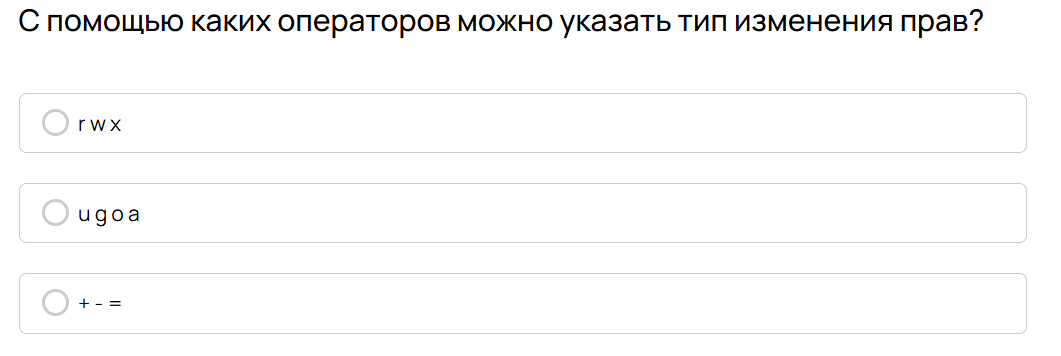 С помощью каких операторов можно указать тип изменения прав?
r w x
u g o a
+ - =